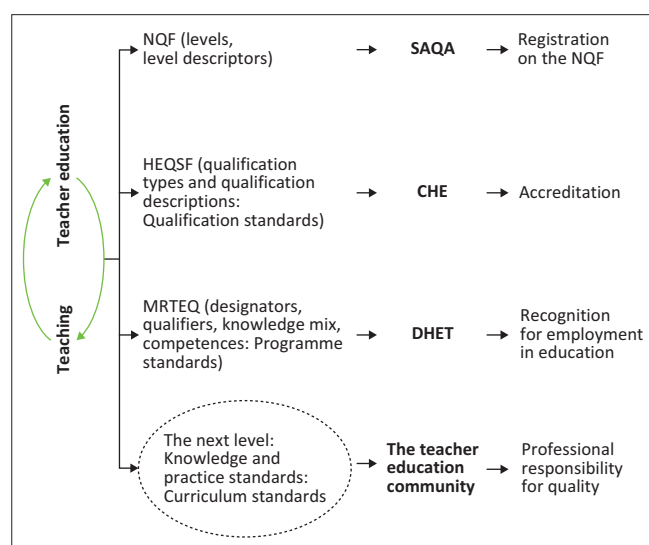 Teacher education
Teaching
NQF (levels,
level descriptors)
SAQA
Registration
on the NQF
HEQSF (qualification
types and qualification
descriptions:
Qualification standards)
CHE
Accreditation
MRTEQ (designators,
qualifiers, knowledge mix,
competences: Programme
standards)
DHET
Recognition
for employment
in education
The next level:
Knowledge and
practice standards:
Curriculum standards
The teacher
education
community
Professional
responsibility
for quality